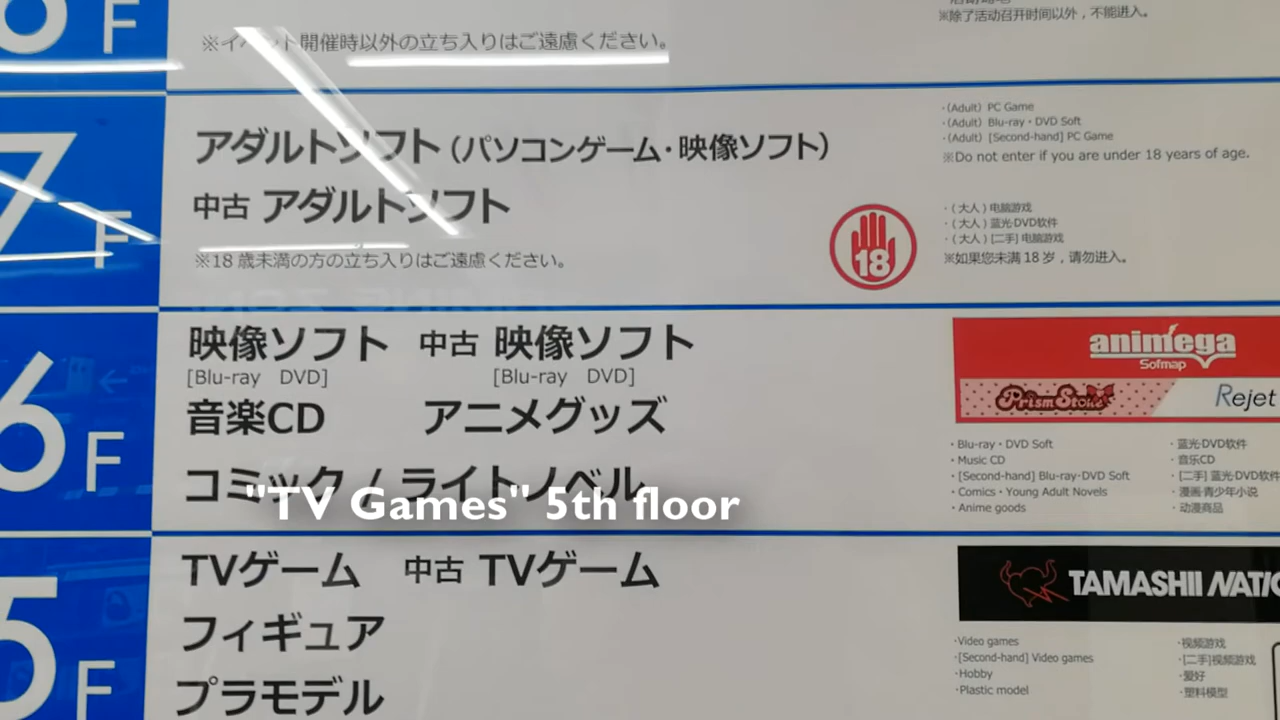 ※除了活动召开时间以外，不能进入。
F
※イベント開催時以外の立ち入りはご遠慮ください。
7F
アダルトソフト（パソコンゲーム・映像ソフト）
中古 アダルトソフト
※18 歳未満の方の立ち入りはご遠慮ください。
18
・（Adult）PC Game
・（Adult）Blu-ray・DVD Soft
・（Adult）[Second-hand] PC Game
※Do not enter if you are under 18 years of age.
・（大人）电脑游戏
・（大人）蓝光·DVD软件
・（大人）[二手] 电脑游戏
※如果您未满 18 岁，请勿进入。
6F
映像ソフト 中古 映像ソフト
[Blu-ray DVD] [Blu-ray DVD]
音楽CD アニメグッズ
コミック / ライトノベル
animega
Sofmap
PrismStone Rejet
・Blu-ray・DVD Soft
・Music CD
・[Second-hand] Blu-ray·DVD Soft
・Comics・Young Adult Novels
・Anime goods
・蓝光·DVD软件
・音乐CD
・[二手] 蓝光·DVD软件
・漫画·青少年小说
・动漫商品
"TV Games" 5th floor
5F
TVゲーム 中古 TVゲーム
フィギュア
プラモデル
TAMASHII NATIO
·Video games
·[Second-hand] Video games
·Hobby
·Plastic model
·视频游戏
·[二手]视频游戏
·爱好
·塑料模型